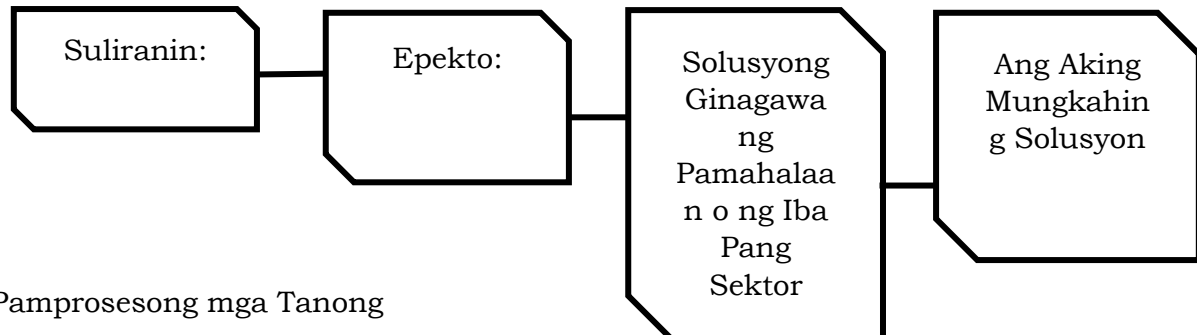 Suliranin:
Epekto:
Solusyong
Ginagawa
ng
Pamahalaa
n o ng Iba
Pang
Sektor
Ang Aking
Mungkahin
g Solusyon
Pamprosesong mga Tanong